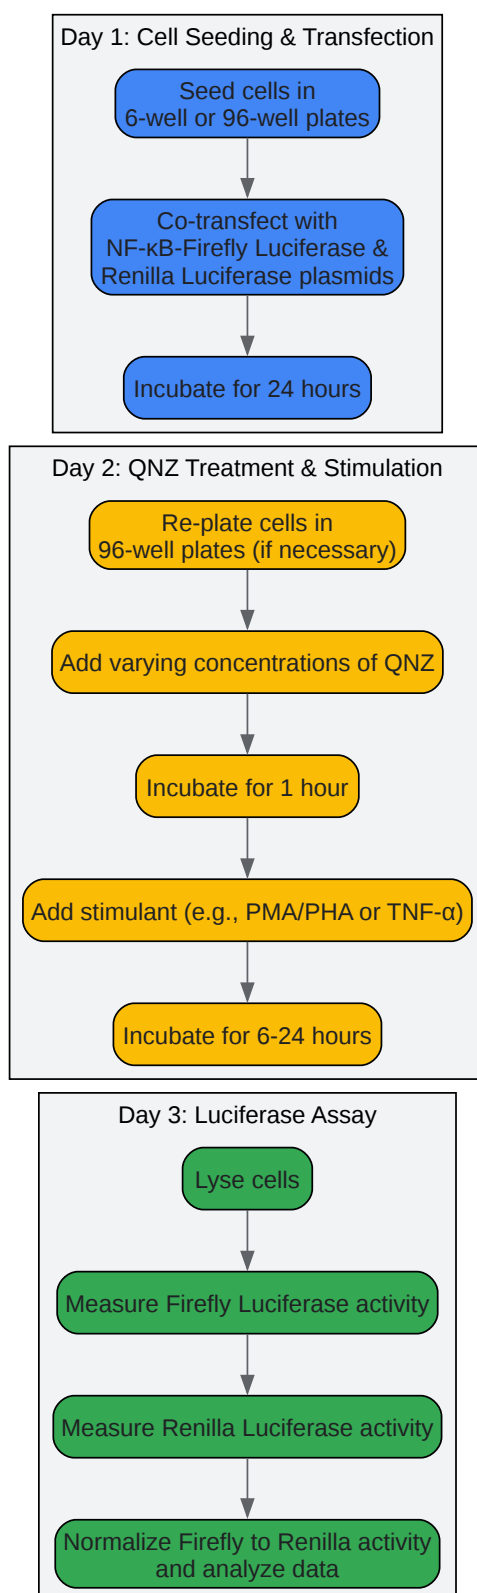 Day 1: Cell Seeding & Transfection
Seed cells in
6-well or 96-well plates
Co-transfect with
NF-κB-Firefly Luciferase &
Renilla Luciferase plasmids
Incubate for 24 hours
Day 2: QNZ Treatment & Stimulation
Re-plate cells in
96-well plates (if necessary)
Add varying concentrations of QNZ
Incubate for 1 hour
Add stimulant (e.g., PMA/PHA or TNF-α)
Incubate for 6-24 hours
Day 3: Luciferase Assay
Lyse cells
Measure Firefly Luciferase activity
Measure Renilla Luciferase activity
Normalize Firefly to Renilla activity
and analyze data